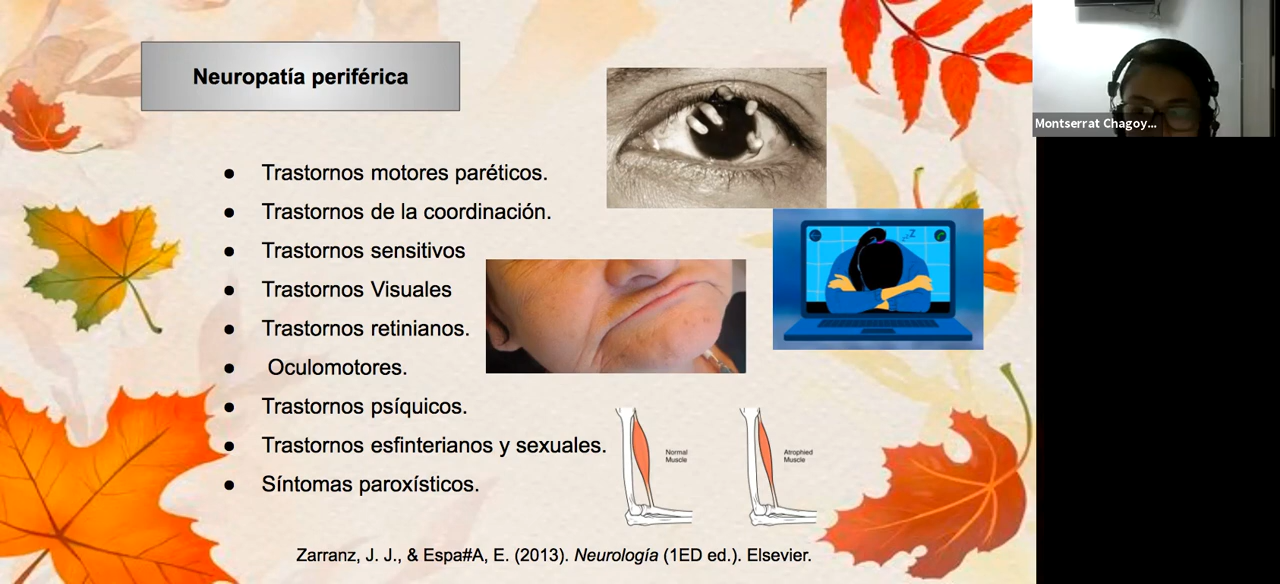 Neuropatía periférica
Montserrat Chagoy...
● Trastornos motores paréticos.
● Trastornos de la coordinación.
● Trastornos sensitivos
● Trastornos Visuales
● Trastornos retinianos.
● Oculomotores.
● Trastornos psíquicos.
● Trastornos esfinterianos y sexuales.
● Síntomas paroxísticos.
zZ
Normal
Muscle
Atrophied
Muscle
Zarranz, J. J., & Espa#A, E. (2013). Neurología (1ED ed.). Elsevier.